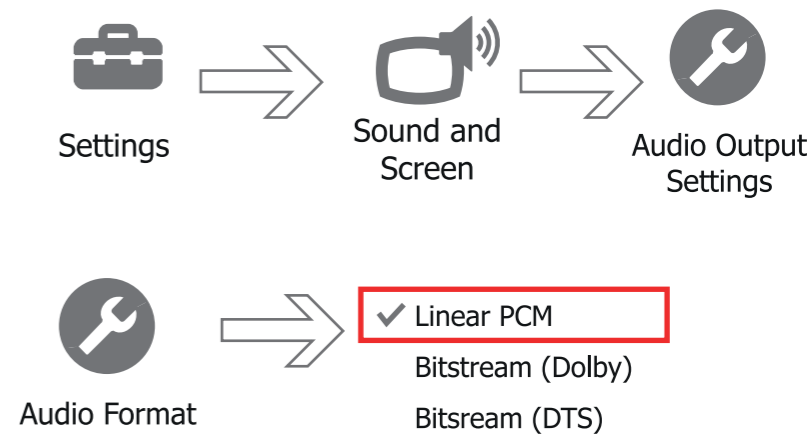 Settings
Sound and
Screen
Audio Output
Settings
Audio Format
Linear PCM
Bitstream (Dolby)
Bitsream (DTS)